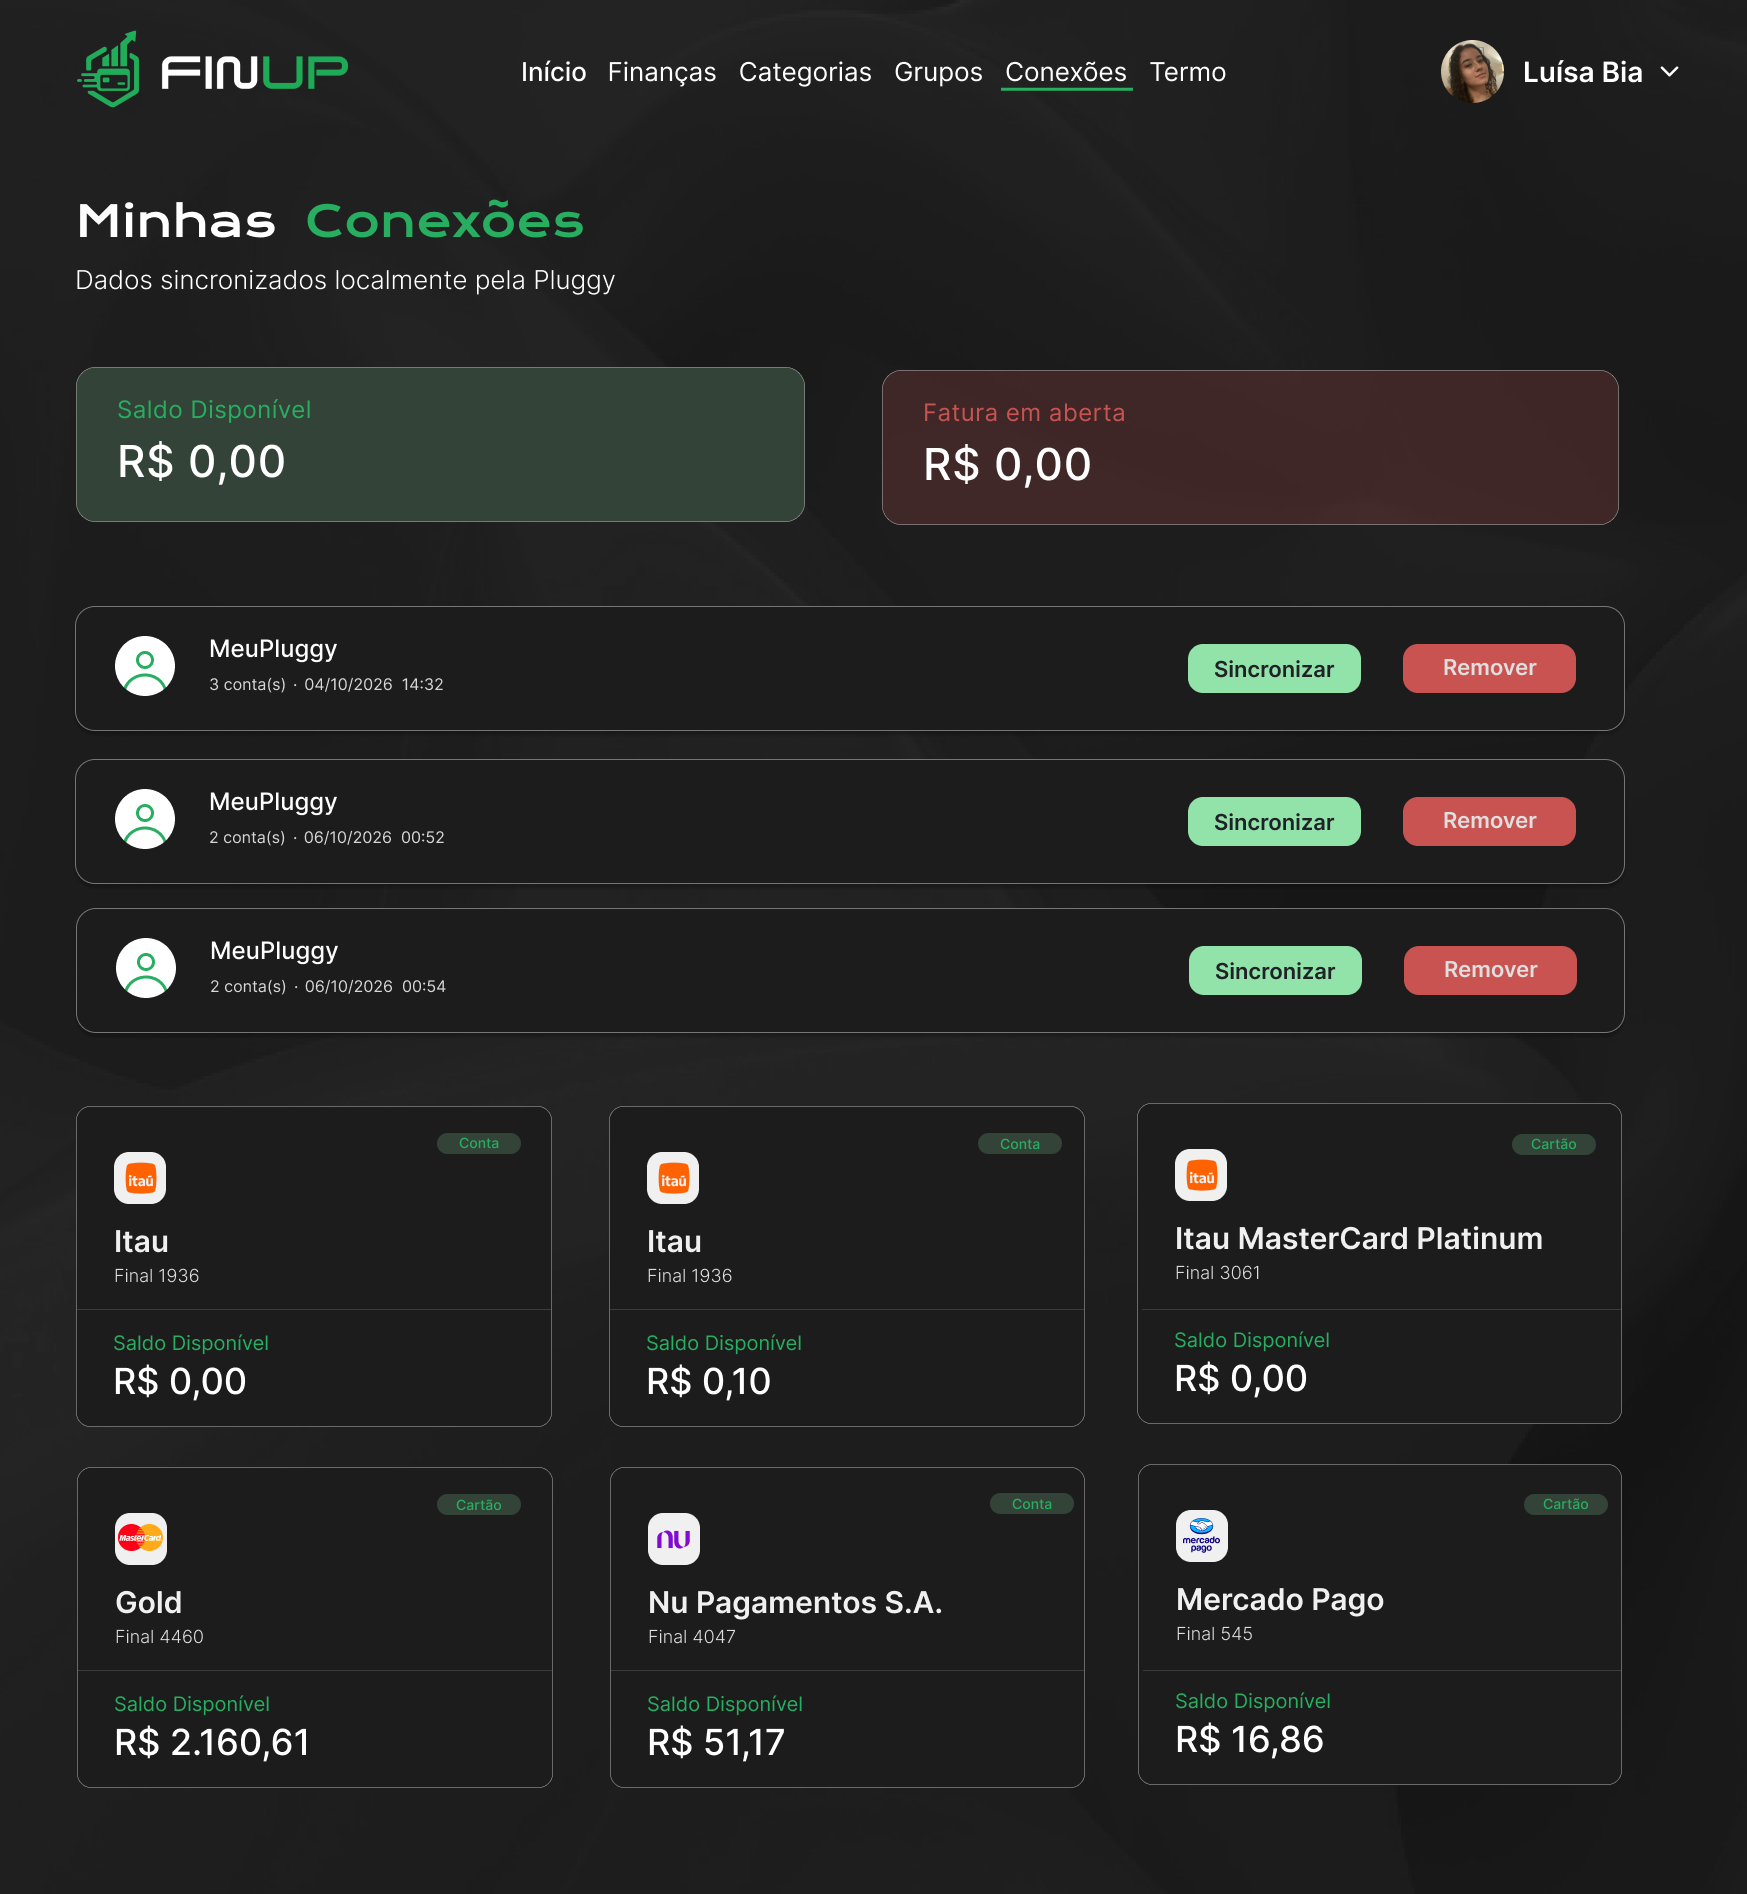 FINUP
Início Finanças Categorias Grupos Conexões Termo
Luísa Bia
Minhas Conexões
Dados sincronizados localmente pela Pluggy
Saldo Disponível
R$ 0,00
Fatura em aberta
R$ 0,00
MeuPluggy
3 conta(s) · 04/10/2026 14:32
Sincronizar
Remover
MeuPluggy
2 conta(s) · 06/10/2026 00:52
Sincronizar
Remover
MeuPluggy
2 conta(s) · 06/10/2026 00:54
Sincronizar
Remover
Conta
itaú
Itau
Final 1936
Saldo Disponível
R$ 0,00
Conta
itaú
Itau
Final 1936
Saldo Disponível
R$ 0,10
Cartão
itaú
Itau MasterCard Platinum
Final 3061
Saldo Disponível
R$ 0,00
Cartão
MasterCard
Gold
Final 4460
Saldo Disponível
R$ 2.160,61
Conta
nu
Nu Pagamentos S.A.
Final 4047
Saldo Disponível
R$ 51,17
Cartão
mercado
pago
Mercado Pago
Final 545
Saldo Disponível
R$ 16,86